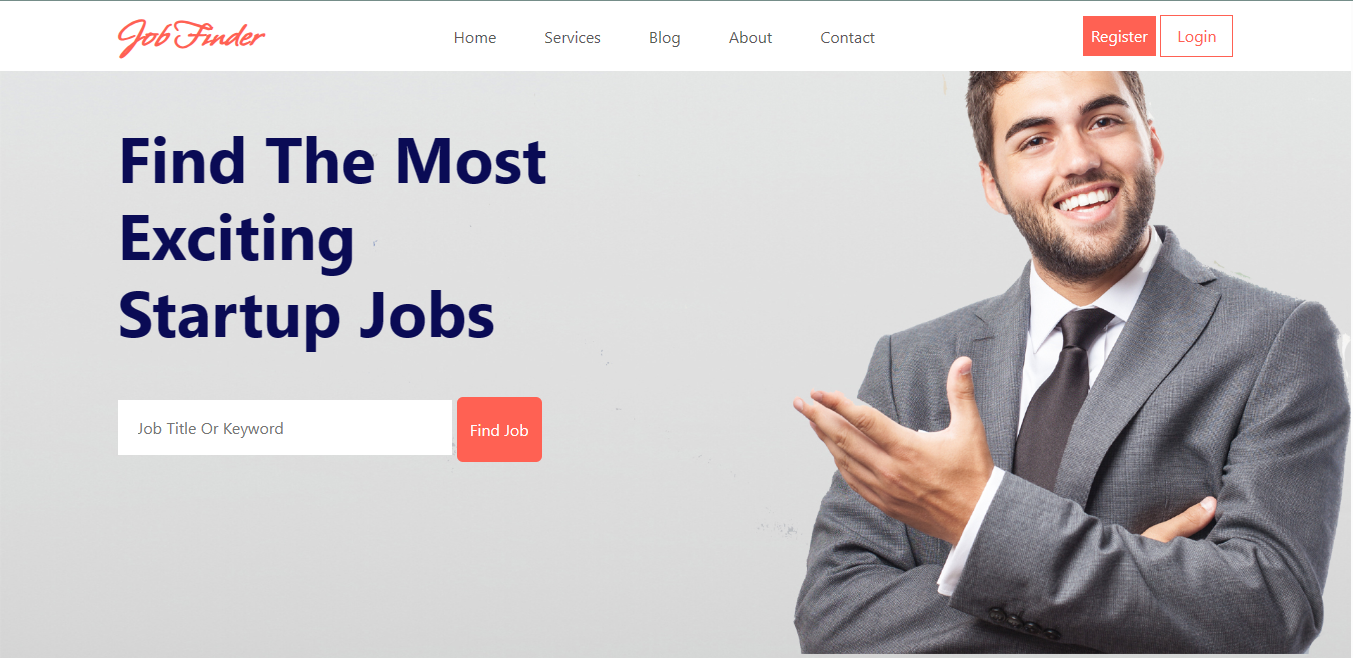 Job Finder
Home
Services
Blog
About
Contact
Register
Login
Find The Most
Exciting
Startup Jobs
Job Title Or Keyword
Find Job